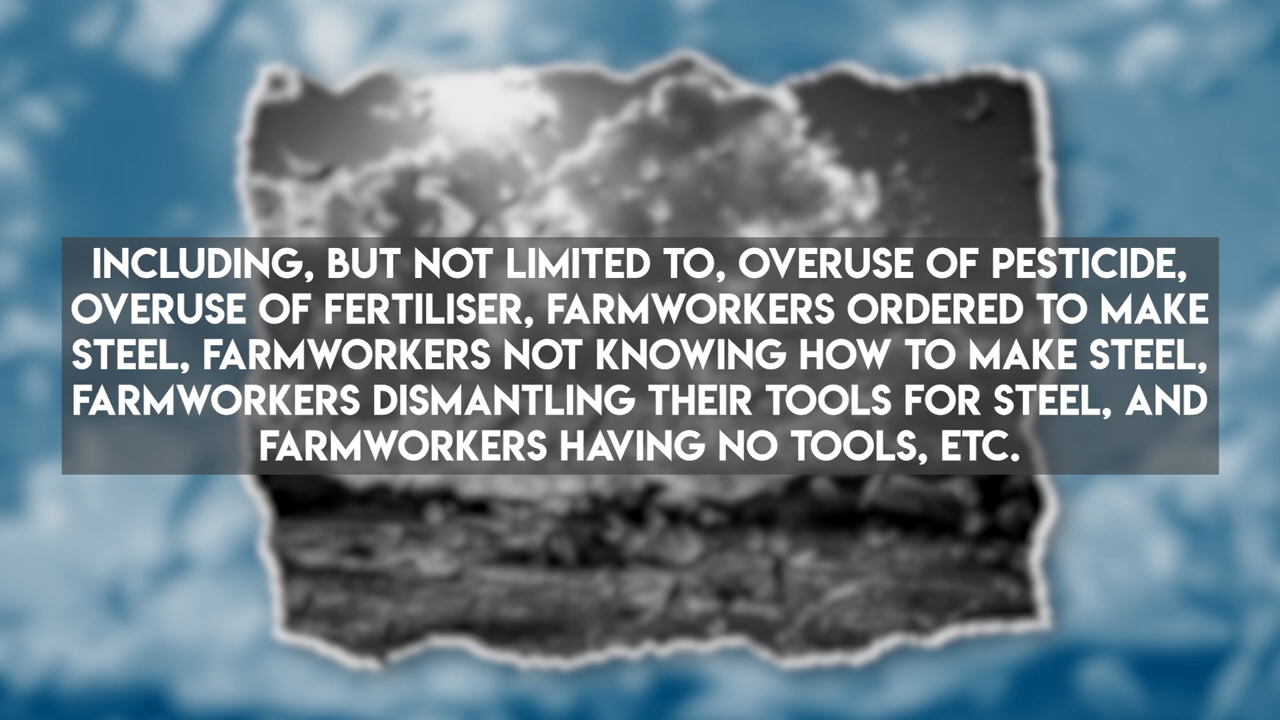 INCLUDING, BUT NOT LIMITED TO, OVERUSE OF PESTICIDE,
OVERUSE OF FERTILISER, FARMWORKERS ORDERED TO MAKE
STEEL, FARMWORKERS NOT KNOWING HOW TO MAKE STEEL,
FARMWORKERS DISMANTLING THEIR TOOLS FOR STEEL, AND
FARMWORKERS HAVING NO TOOLS, ETC.